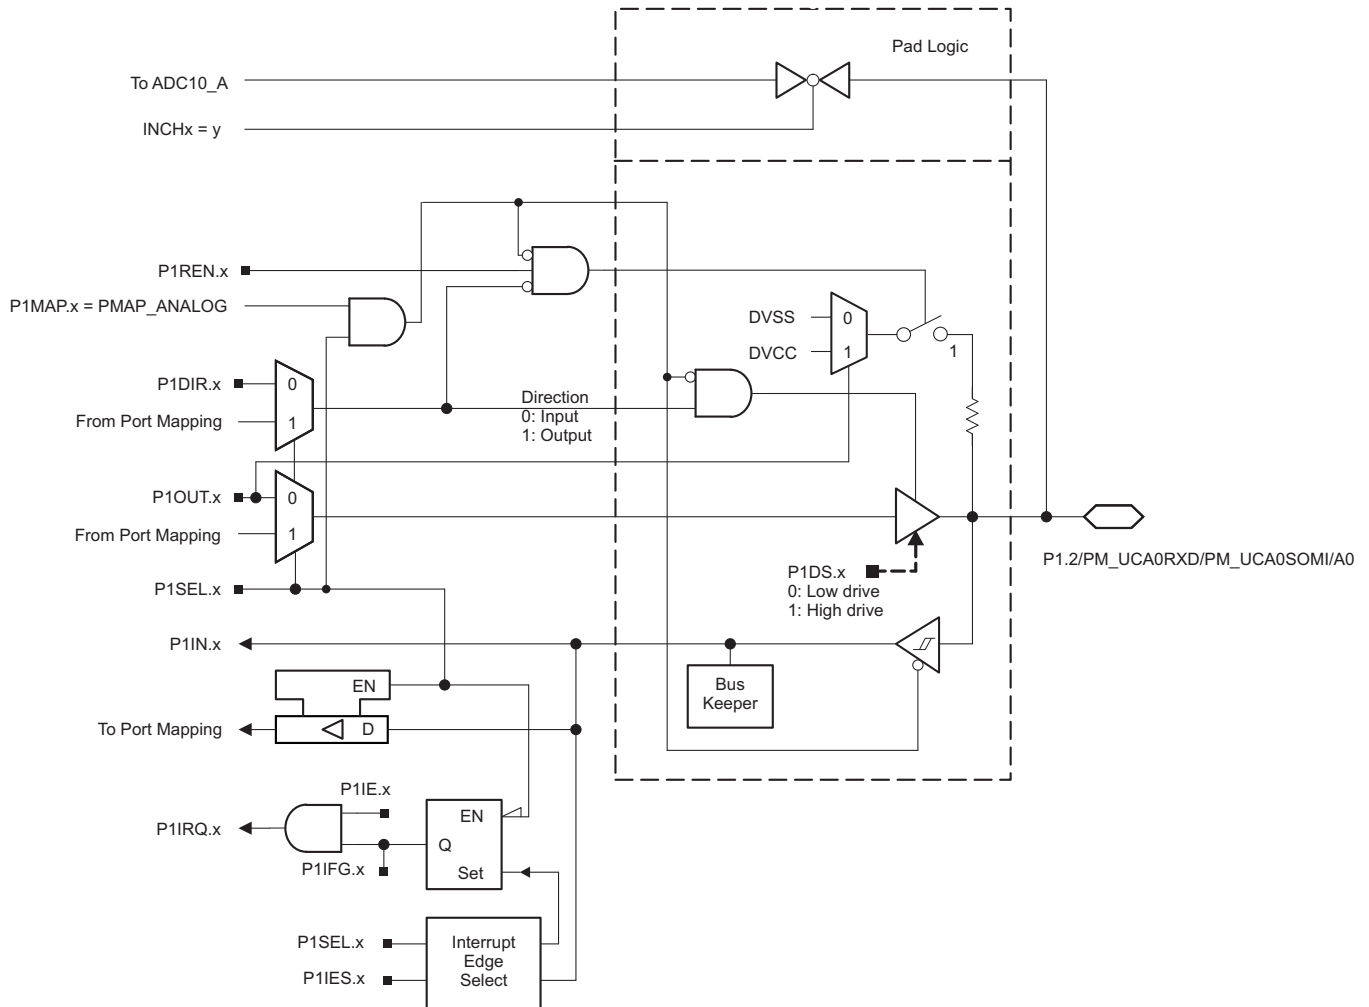 Pad Logic
To ADC10_A
INCHx = y
P1REN.x
P1MAP.x = PMAP_ANALOG
DVSS
0
DVCC
1
1
P1DIR.x
0
From Port Mapping
1
Direction
0: Input
1: Output
P1OUT.x
0
From Port Mapping
1
P1.2/PM_UCA0RXD/PM_UCA0SOMI/A0
P1DS.x
0: Low drive
1: High drive
P1SEL.x
P1IN.x
Bus
Keeper
EN
To Port Mapping
D
P1IE.x
P1IRQ.x
EN
Q
Set
P1IFG.x
P1SEL.x
P1IES.x
Interrupt
Edge
Select